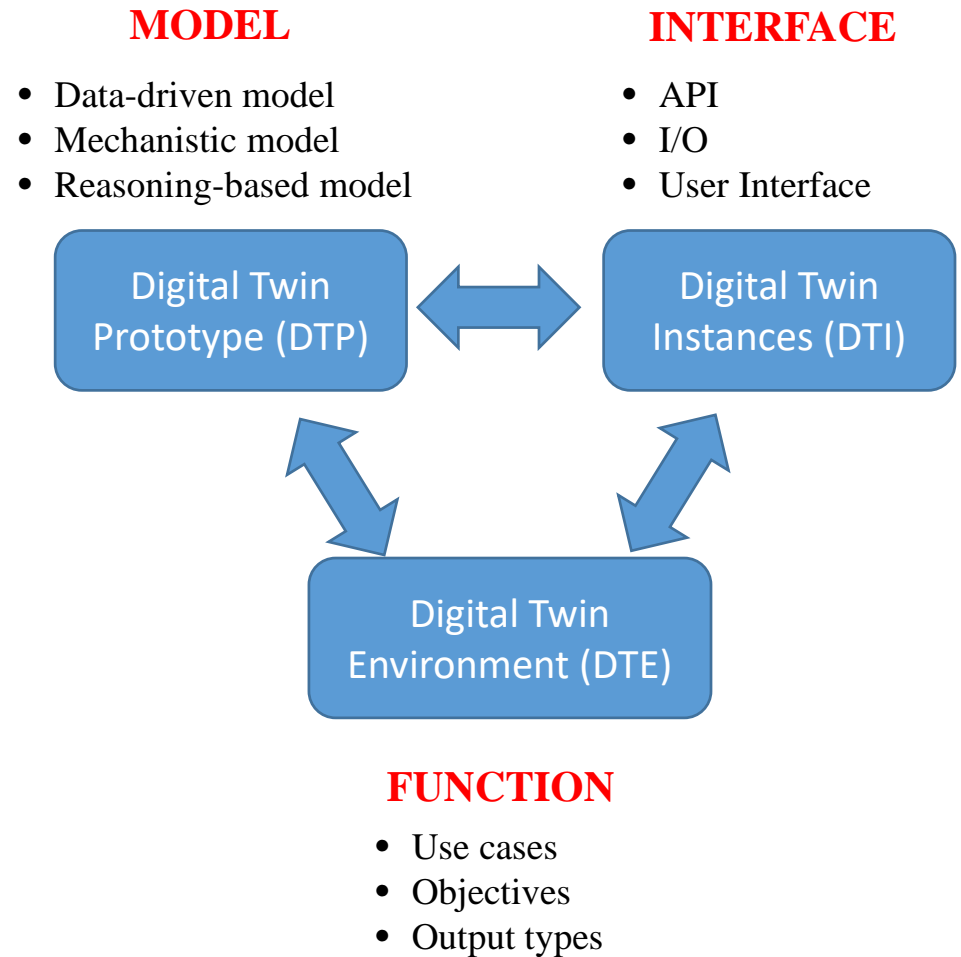 MODEL
• Data-driven model
• Mechanistic model
• Reasoning-based model
INTERFACE
• API
• I/O
• User Interface
Digital Twin
Prototype (DTP)
Digital Twin
Instances (DTI)
Digital Twin
Environment (DTE)
FUNCTION
• Use cases
• Objectives
• Output types